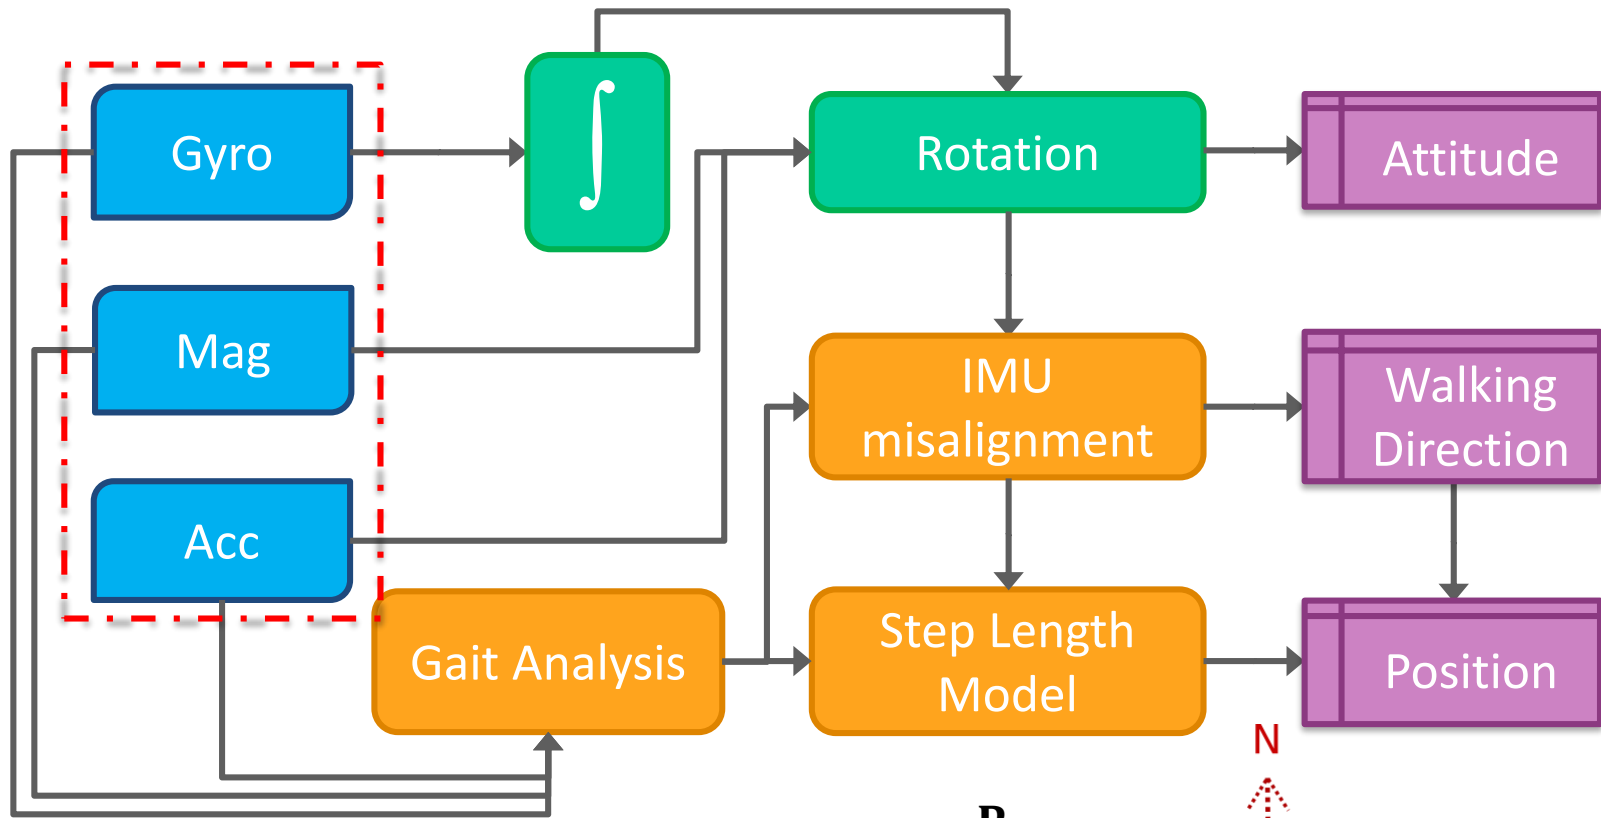 Gyro
∫
Rotation
Attitude
Mag
IMU
misalignment
Walking
Direction
Acc
Gait Analysis
Step Length
Model
Position
N